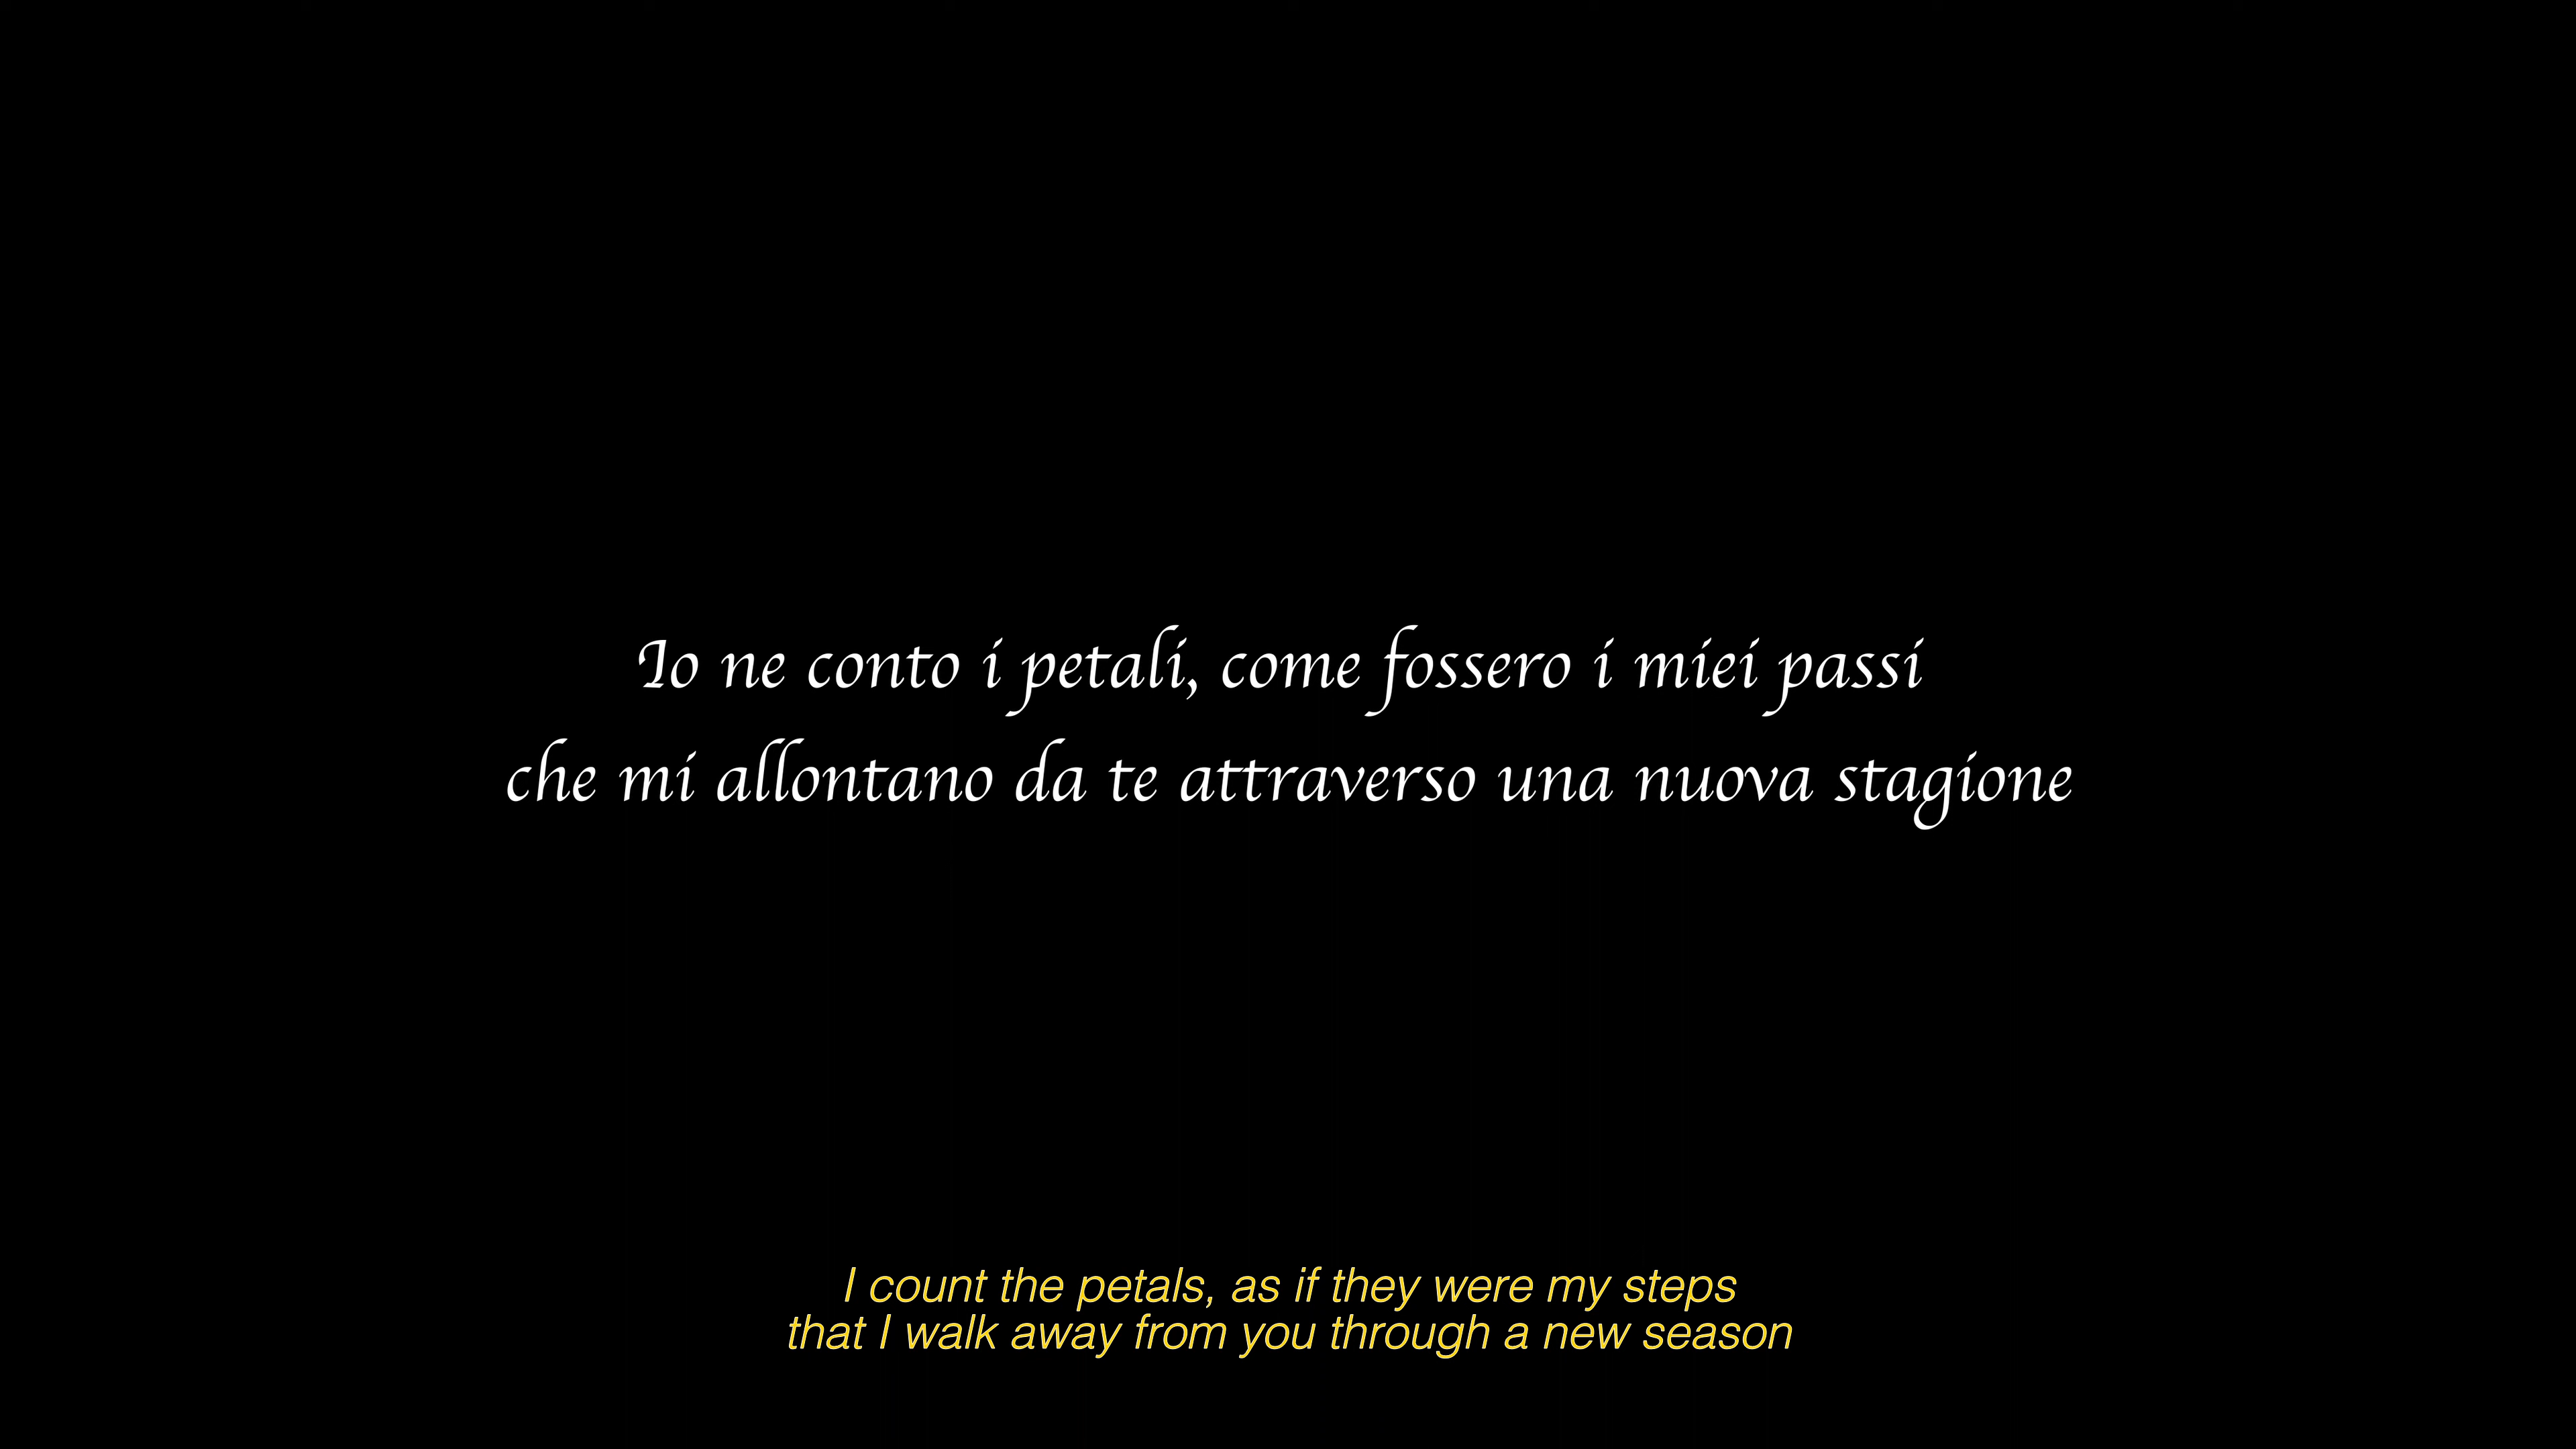 Io ne conto i petali, come fossero i miei passi
che mi allontano da te attraverso una nuova stagione
I count the petals, as if they were my steps
that I walk away from you through a new season